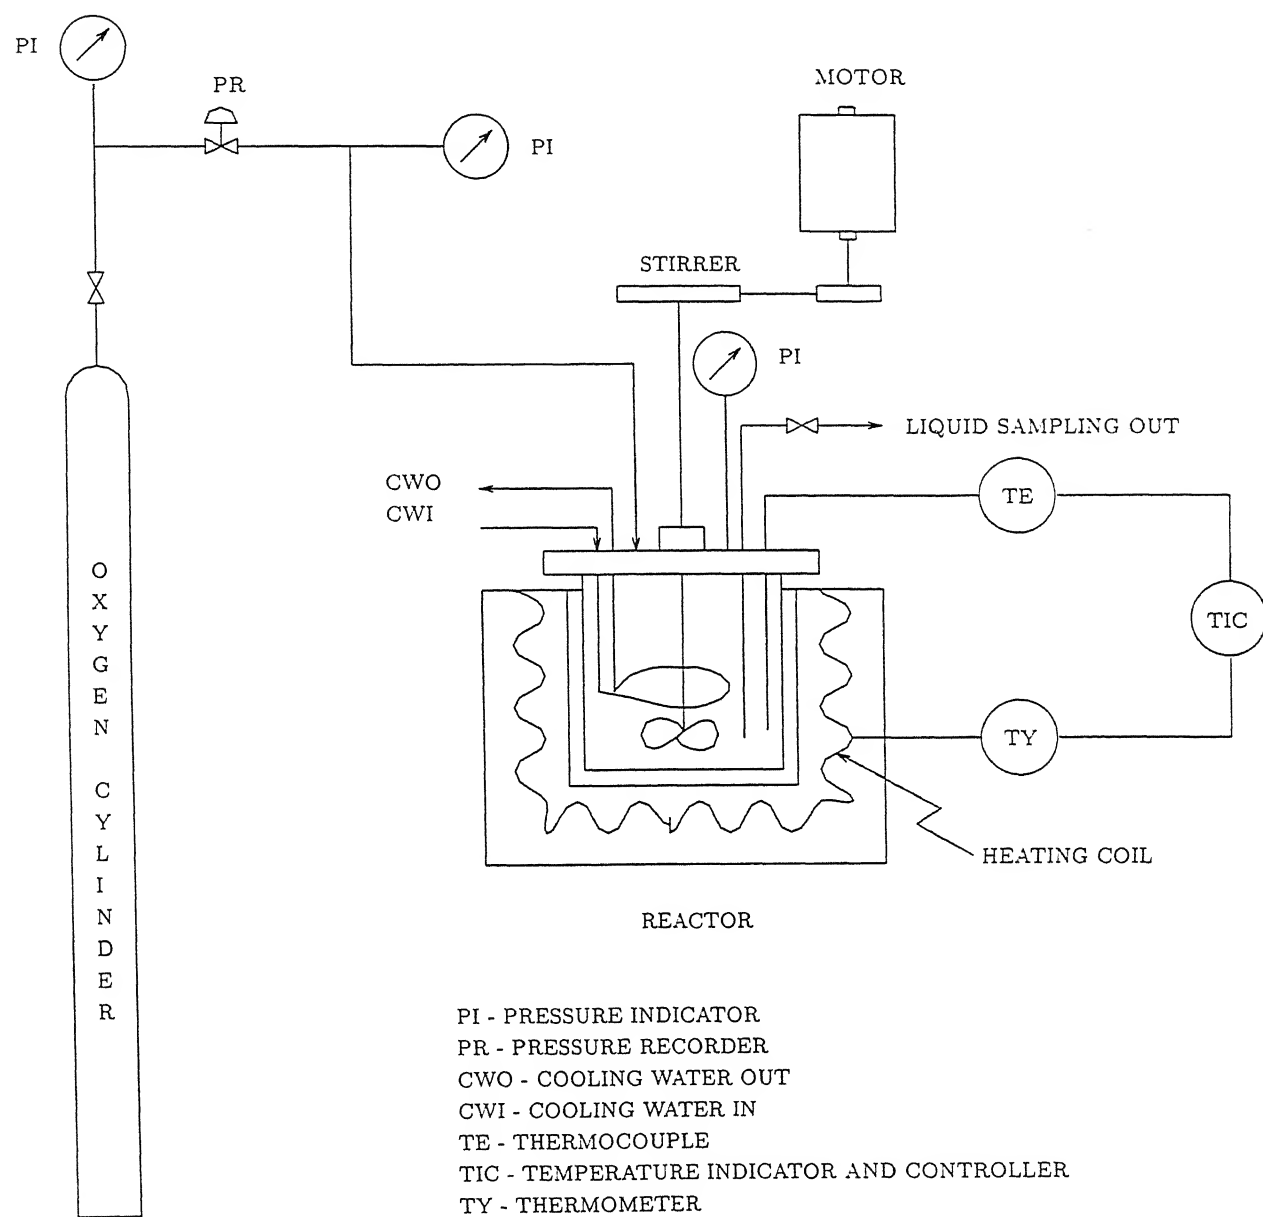 PI
MOTOR
PR
PI
STIRRER
PI
LIQUID SAMPLING OUT
CWO
TE
CWI
OXYGEN CYLINDER
TIC
TY
HEATING COIL
REACTOR
PI - PRESSURE INDICATOR
PR - PRESSURE RECORDER
CWO - COOLING WATER OUT
CWI - COOLING WATER IN
TE - THERMOCOUPLE
TIC - TEMPERATURE INDICATOR AND CONTROLLER
TY - THERMOMETER